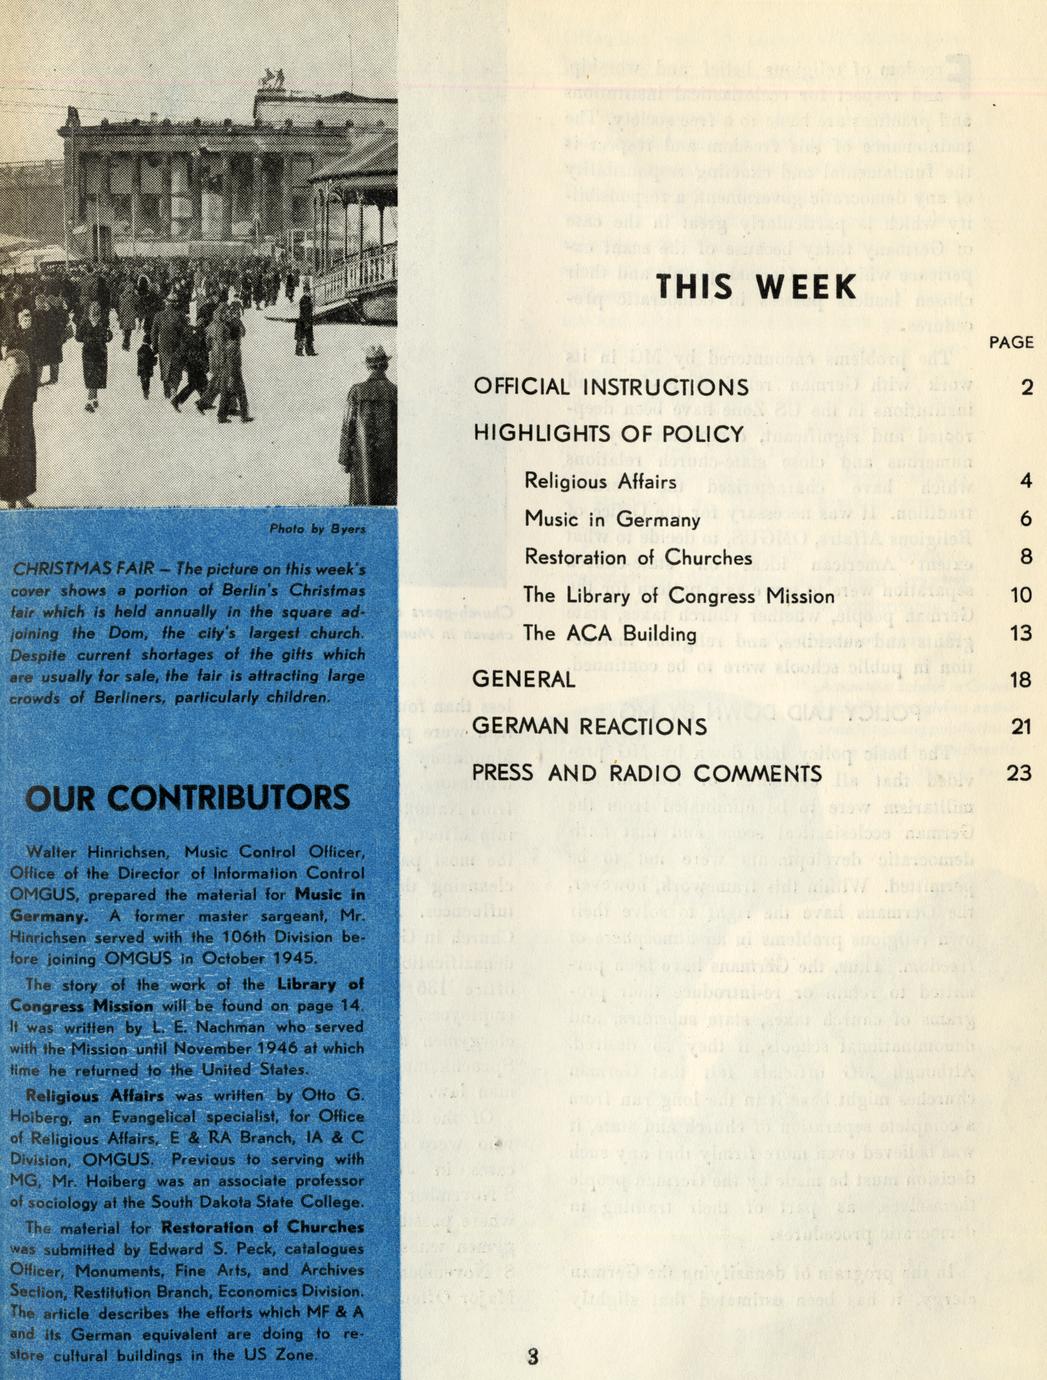 Photo by Byers
CHRISTMAS FAIR — The picture on this week's
cover shows a portion of Berlin's Christmas
fair which is held annually in the square ad-
joining the Dom, the city's largest church.
Despite current shortages of the gifts which
are usually for sale, the fair is attracting large
crowds of Berliners, particularly children.
OUR CONTRIBUTORS
Walter Hinrichsen, Music Control Officer,
Office of the Director of Information Control
OMGUS, prepared the material for Music in
Germany. A former master sargeant, Mr.
Hinrichsen served with the 106th Division be-
fore joining OMGUS in October 1945.
The story of the work of the Library of
Congress Mission will be found on page 14.
It was written by L. E. Nachman who served
with the Mission until November 1946 at which
time he returned to the United States.
Religious Affairs was written by Otto G.
Hoiberg, an Evangelical specialist, for Office
of Religious Affairs, E & RA Branch, IA & C
Division, OMGUS. Previous to serving with
MG, Mr. Hoiberg was an associate professor
of sociology at the South Dakota State College.
The material for Restoration of Churches
was submitted by Edward S. Peck, catalogues
Officer, Monuments, Fine Arts, and Archives
Section, Restitution Branch, Economics Division.
The article describes the efforts which MF & A
and its German equivalent are doing to re-
store cultural buildings in the US Zone.
THIS WEEK
PAGE
OFFICIAL INSTRUCTIONS 2
HIGHLIGHTS OF POLICY
Religious Affairs 4
Music in Germany 6
Restoration of Churches 8
The Library of Congress Mission 10
The ACA Building 13
GENERAL 18
GERMAN REACTIONS 21
PRESS AND RADIO COMMENTS 23
3